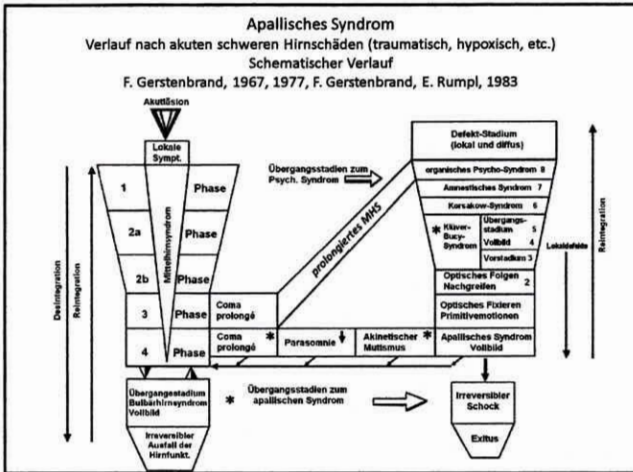 Apallisches Syndrom
Verlauf nach akuten schweren Hirnschäden (traumatisch, hypoxisch, etc.)
Schematischer Verlauf
F. Gerstenbrand, 1967, 1977, F. Gerstenbrand, E. Rumpl, 1983
Akutläsion
Lokale
Sympt.
Desintegration
Reintegration
Mittelhirnsyndrom
1
Phase
2a
Phase
2b
Phase
3
Phase
4
Phase
Coma
prolongé
Coma *
prolongé
Parasomnie
Akinetischer *
Mutismus
prolongiertes MHS
Übergangsstadien zum
Psych. Syndrom
Defekt-Stadium
(lokal und diffus)
organisches Psycho-Syndrom 8
Amnestisches Syndrom 7
Korsakow-Syndrom 6
* Klüver-
Bucy-
Syndrom
Übergangs-
stadium 5
Vollbild 4
Vorstadium 3
Optisches Folgen
Nachgreifen 2
Optisches Fixieren
Primitivemotionen
Apallisches Syndrom
Vollbild
Lokaldefekte
Reintegration
Übergangsstadium
Bulbärhirnsyndrom
Vollbild
Irreversibler
Ausfall der
Hirnfunkt.
* Übergangsstadien zum
apallischen Syndrom
Irreversibler
Schock
Exitus